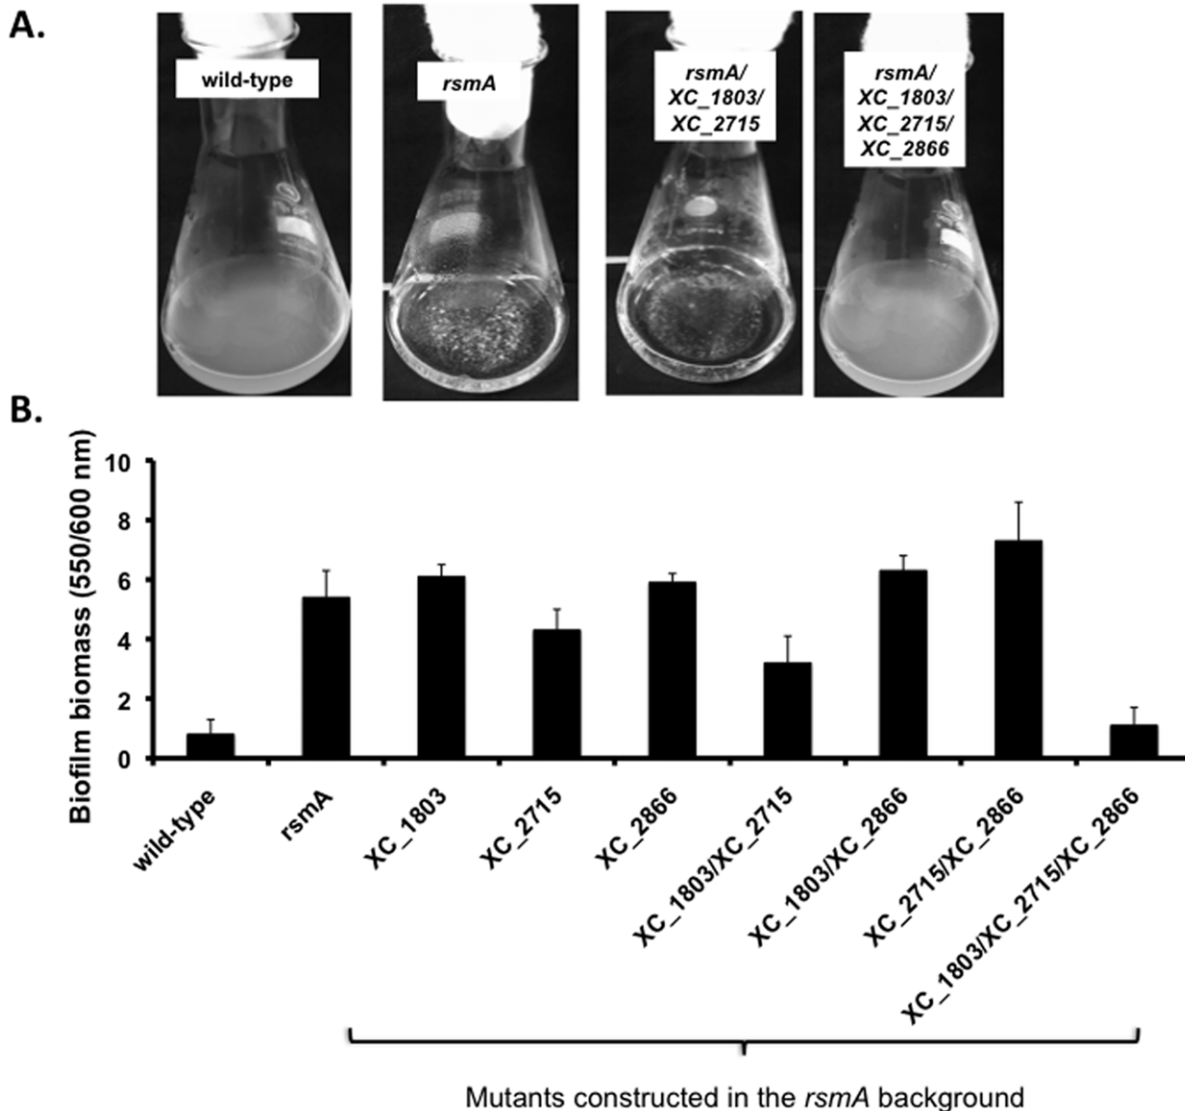 A.
wild-type
rsmA
rsmA/
XC_1803/
XC_2715
rsmA/
XC_1803/
XC_2715/
XC_2866
B.
Biofilm biomass (550/600 nm)
10
8
6
4
2
0
wild-type
rsmA
XC_1803
XC_2715
XC_2866
XC_1803/XC_2715
XC_1803/XC_2866
XC_2715/XC_2866
XC_1803/XC_2715/XC_2866
Mutants constructed in the rsmA background